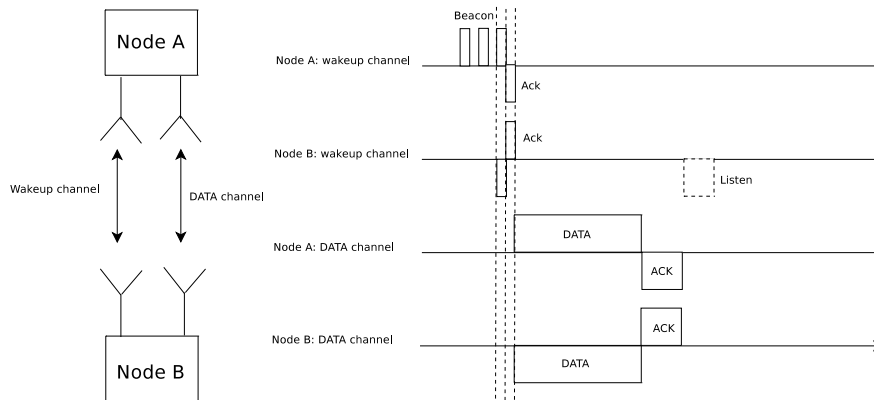 Node A
Wakeup channel
DATA channel
Node B
Beacon
Node A: wakeup channel
Ack
Ack
Node B: wakeup channel
Listen
DATA
Node A: DATA channel
ACK
ACK
Node B: DATA channel
DATA